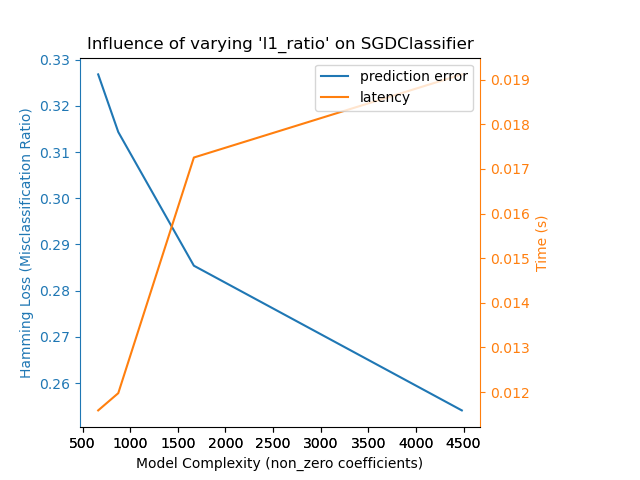 Influence of varying 'l1_ratio' on SGDClassifier
prediction error
latency
Hamming Loss (Misclassification Ratio)
0.33
0.32
0.31
0.30
0.29
0.28
0.27
0.26
0.019
0.018
0.017
0.016
0.015
0.014
0.013
0.012
Time (s)
500 1000 1500 2000 2500 3000 3500 4000 4500
Model Complexity (non_zero coefficients)